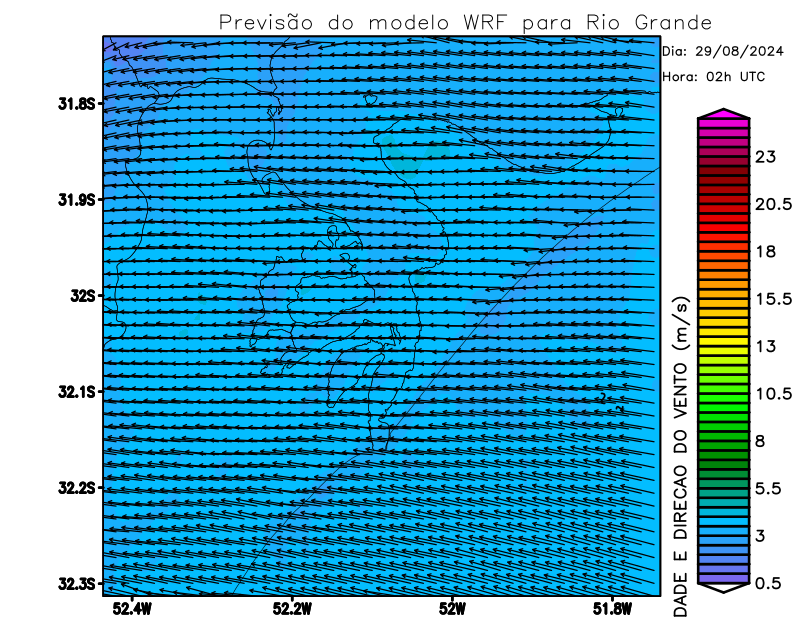 Previsão do modelo WRF para Rio Grande
Dia: 29/08/2024
Hora: 02h UTC
31.8S
31.9S
32S
32.1S
32.2S
32.3S
52.4W
52.2W
52W
51.8W
23
20.5
18
15.5
13
10.5
8
5.5
3
0.5
DADE E DIRECAO DO VENTO (m/s)